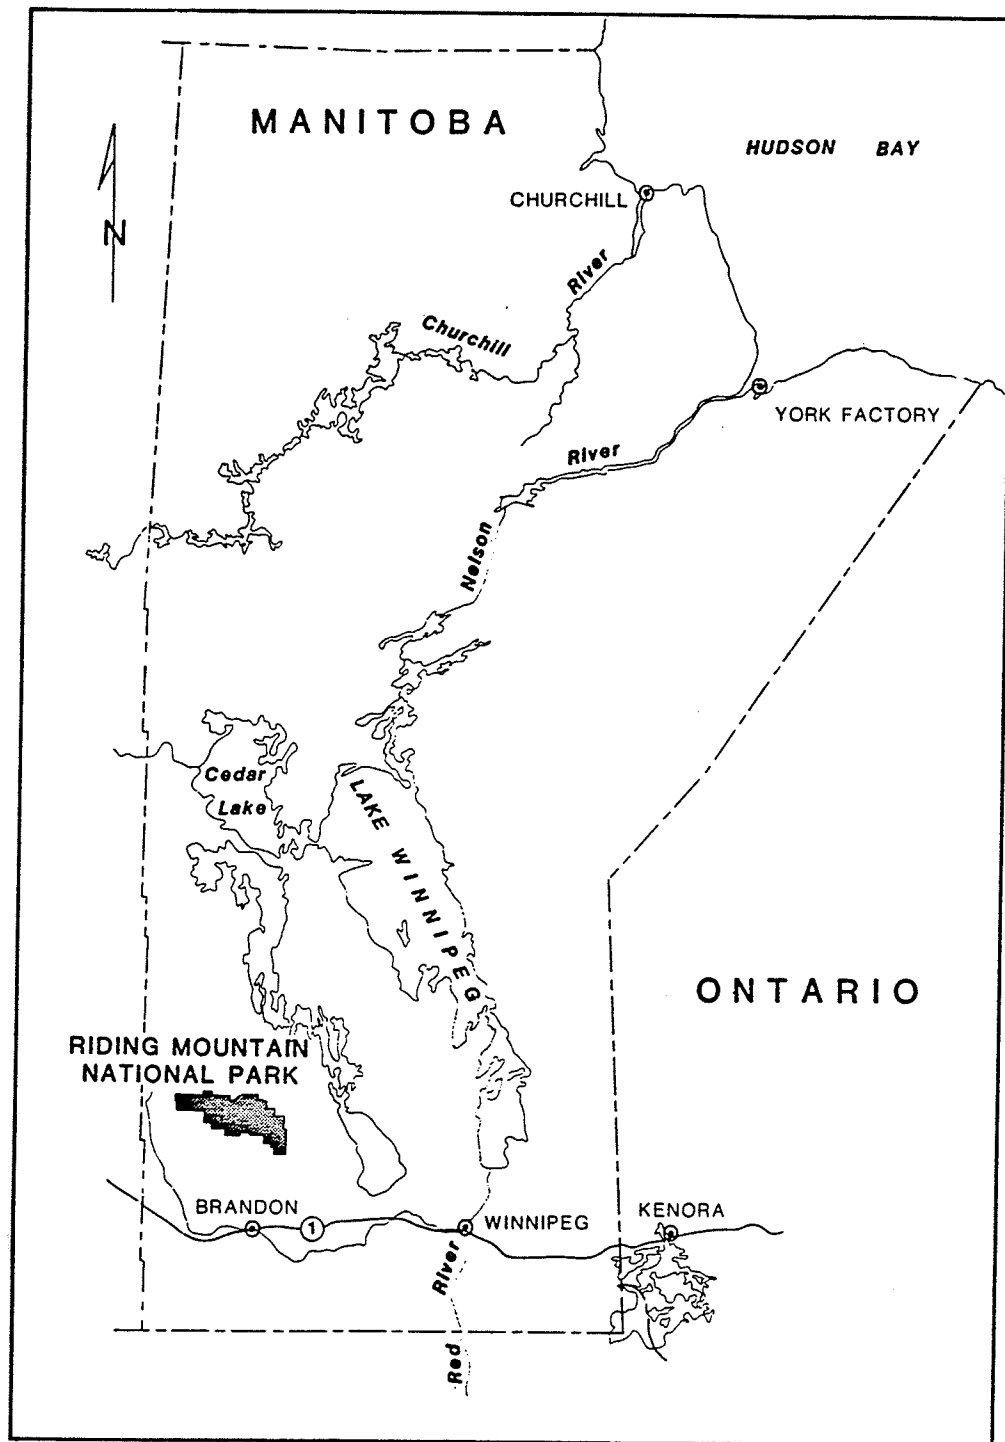 MANITOBA
HUDSON BAY
N
CHURCHILL
River
Churchill
YORK FACTORY
River
Nelson
Cedar
Lake
LAKE WINNIPEG
ONTARIO
RIDING MOUNTAIN
NATIONAL PARK
BRANDON
1
WINNIPEG
KENORA
River
Red